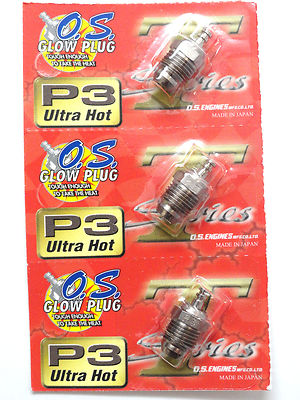 O.S.
GLOW PLUG
TOUGH ENOUGH
TO TAKE THE HEAT
P3
Ultra Hot
T
Series
O.S. ENGINES MFG.CO.LTD.
MADE IN JAPAN
O.S.
GLOW PLUG
TOUGH ENOUGH
TO TAKE THE HEAT
P3
Ultra Hot
T
Series
O.S. ENGINES MFG.CO.LTD.
MADE IN JAPAN
O.S.
GLOW PLUG
TOUGH ENOUGH
TO TAKE THE HEAT
P3
Ultra Hot
T
Series
O.S. ENGINES MFG.CO.LTD.
MADE IN JAPAN